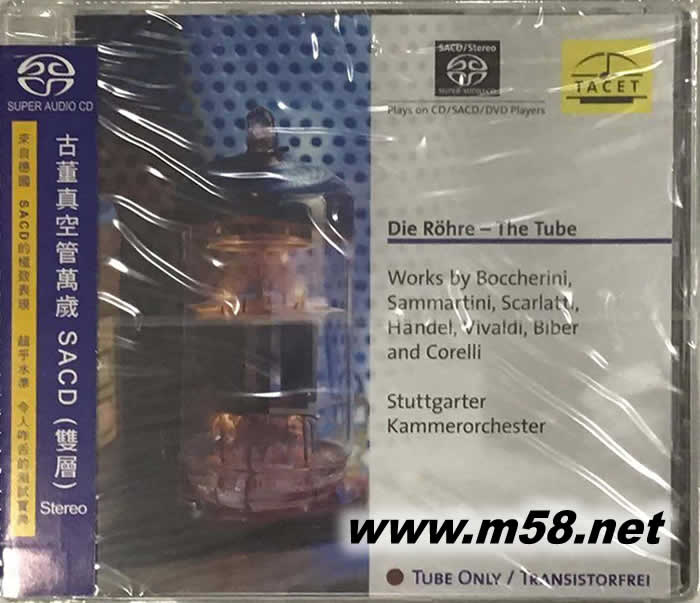 SUPER AUDIO CD
古董真空管萬歲 SACD (雙層)
Stereo
來自德國 SACD的極致表現 超乎水準 令人咋舌的測試寶典
SACD/Stereo
SUPER AUDIO CD
Plays on CD/SACD/DVD Players
TACET
Die Röhre – The Tube
Works by Boccherini,
Sammartini, Scarlatti,
Händel, Vivaldi, Biber
and Corelli
Stuttgarter
Kammerorchester
www.m58.net
TUBE ONLY / TRANSISTORFREI